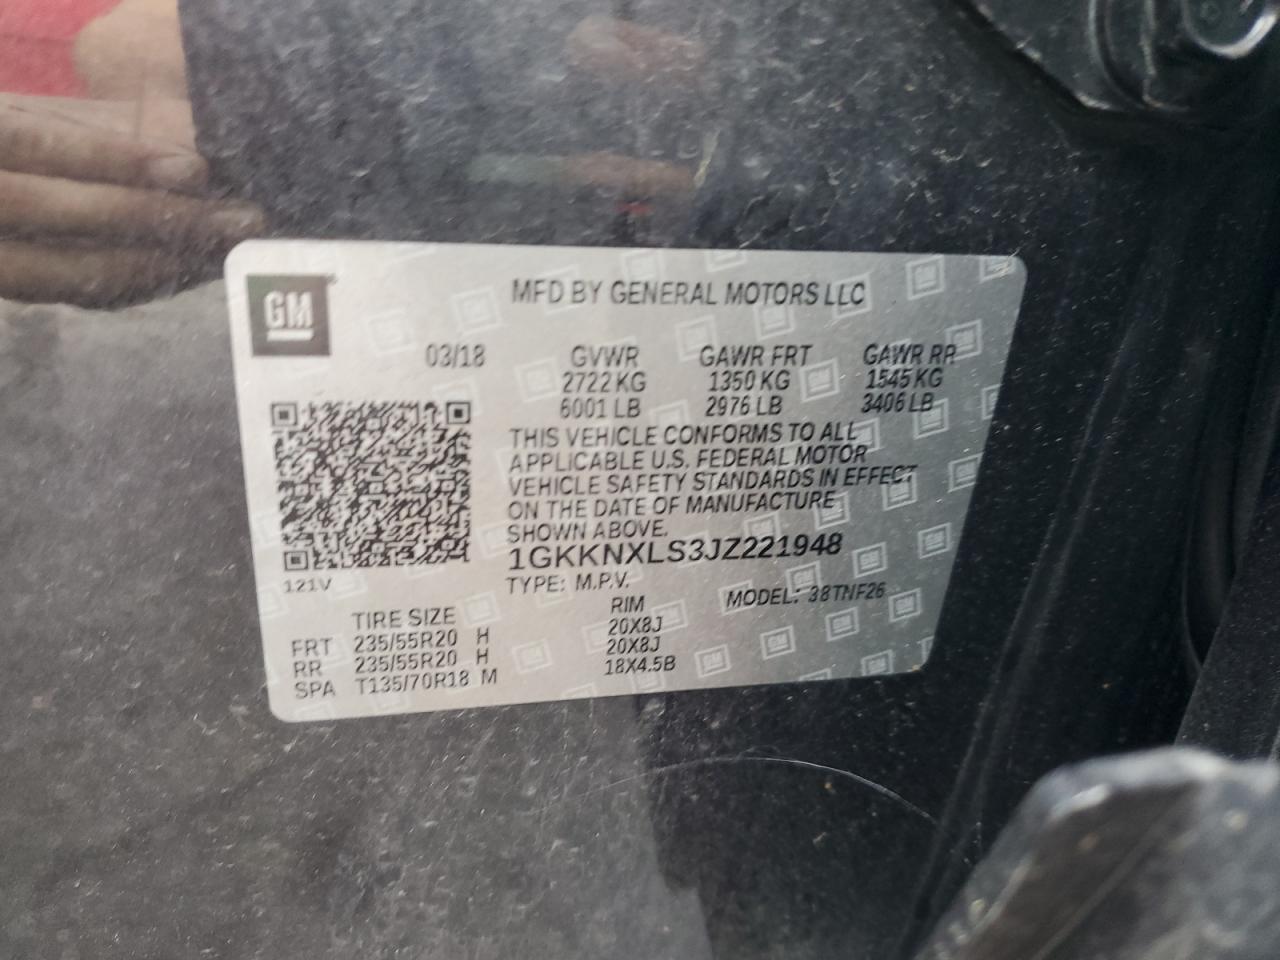 GM
MFD BY GENERAL MOTORS LLC
03/18 GVWR GAWR FRT GAWR RR
2722 KG 1350 KG 1545 KG
6001 LB 2976 LB 3406 LB
THIS VEHICLE CONFORMS TO ALL
APPLICABLE U.S. FEDERAL MOTOR
VEHICLE SAFETY STANDARDS IN EFFECT
ON THE DATE OF MANUFACTURE
SHOWN ABOVE.
1GKKNXLS3JZ221948
121V
TYPE: M.P.V. MODEL: 38TNF26
TIRE SIZE RIM
FRT 235/55R20 H 20X8J
RR 235/55R20 H 20X8J
SPA T135/70R18 M 18X4.5B